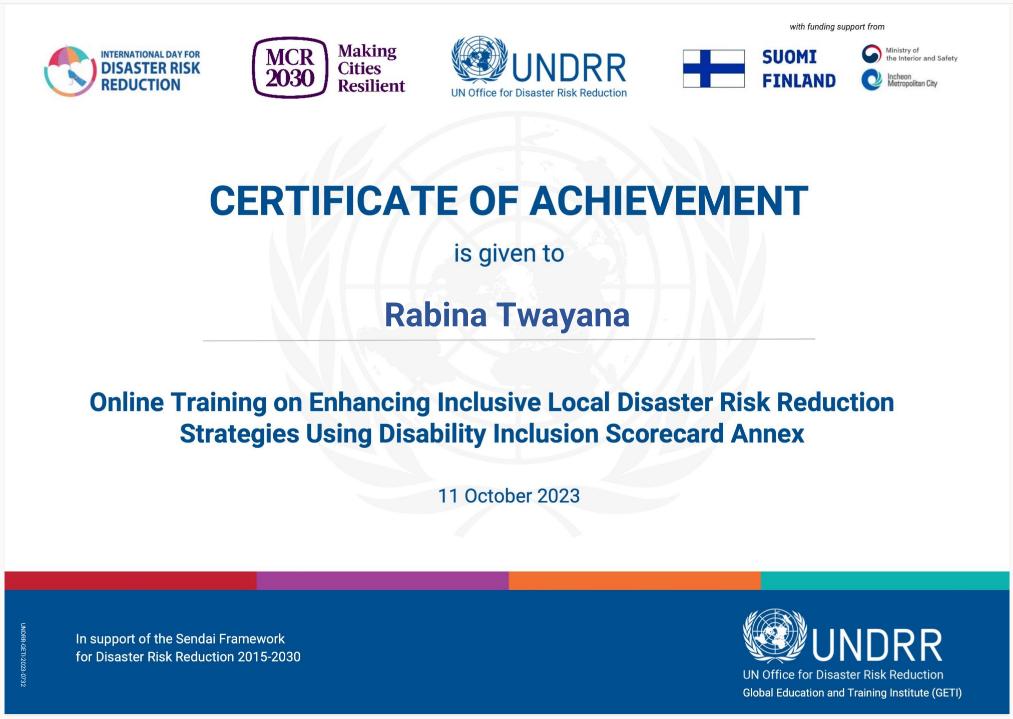 with funding support from
INTERNATIONAL DAY FOR
DISASTER RISK
REDUCTION
MCR
2030
Making
Cities
Resilient
UNDRR
UN Office for Disaster Risk Reduction
SUOMI
FINLAND
Ministry of
the Interior and Safety
Incheon
Metropolitan City
CERTIFICATE OF ACHIEVEMENT
is given to
Rabina Twayana
Online Training on Enhancing Inclusive Local Disaster Risk Reduction
Strategies Using Disability Inclusion Scorecard Annex
11 October 2023
UNDRR-GETI-2023-0732
In support of the Sendai Framework
for Disaster Risk Reduction 2015-2030
UNDRR
UN Office for Disaster Risk Reduction
Global Education and Training Institute (GETI)